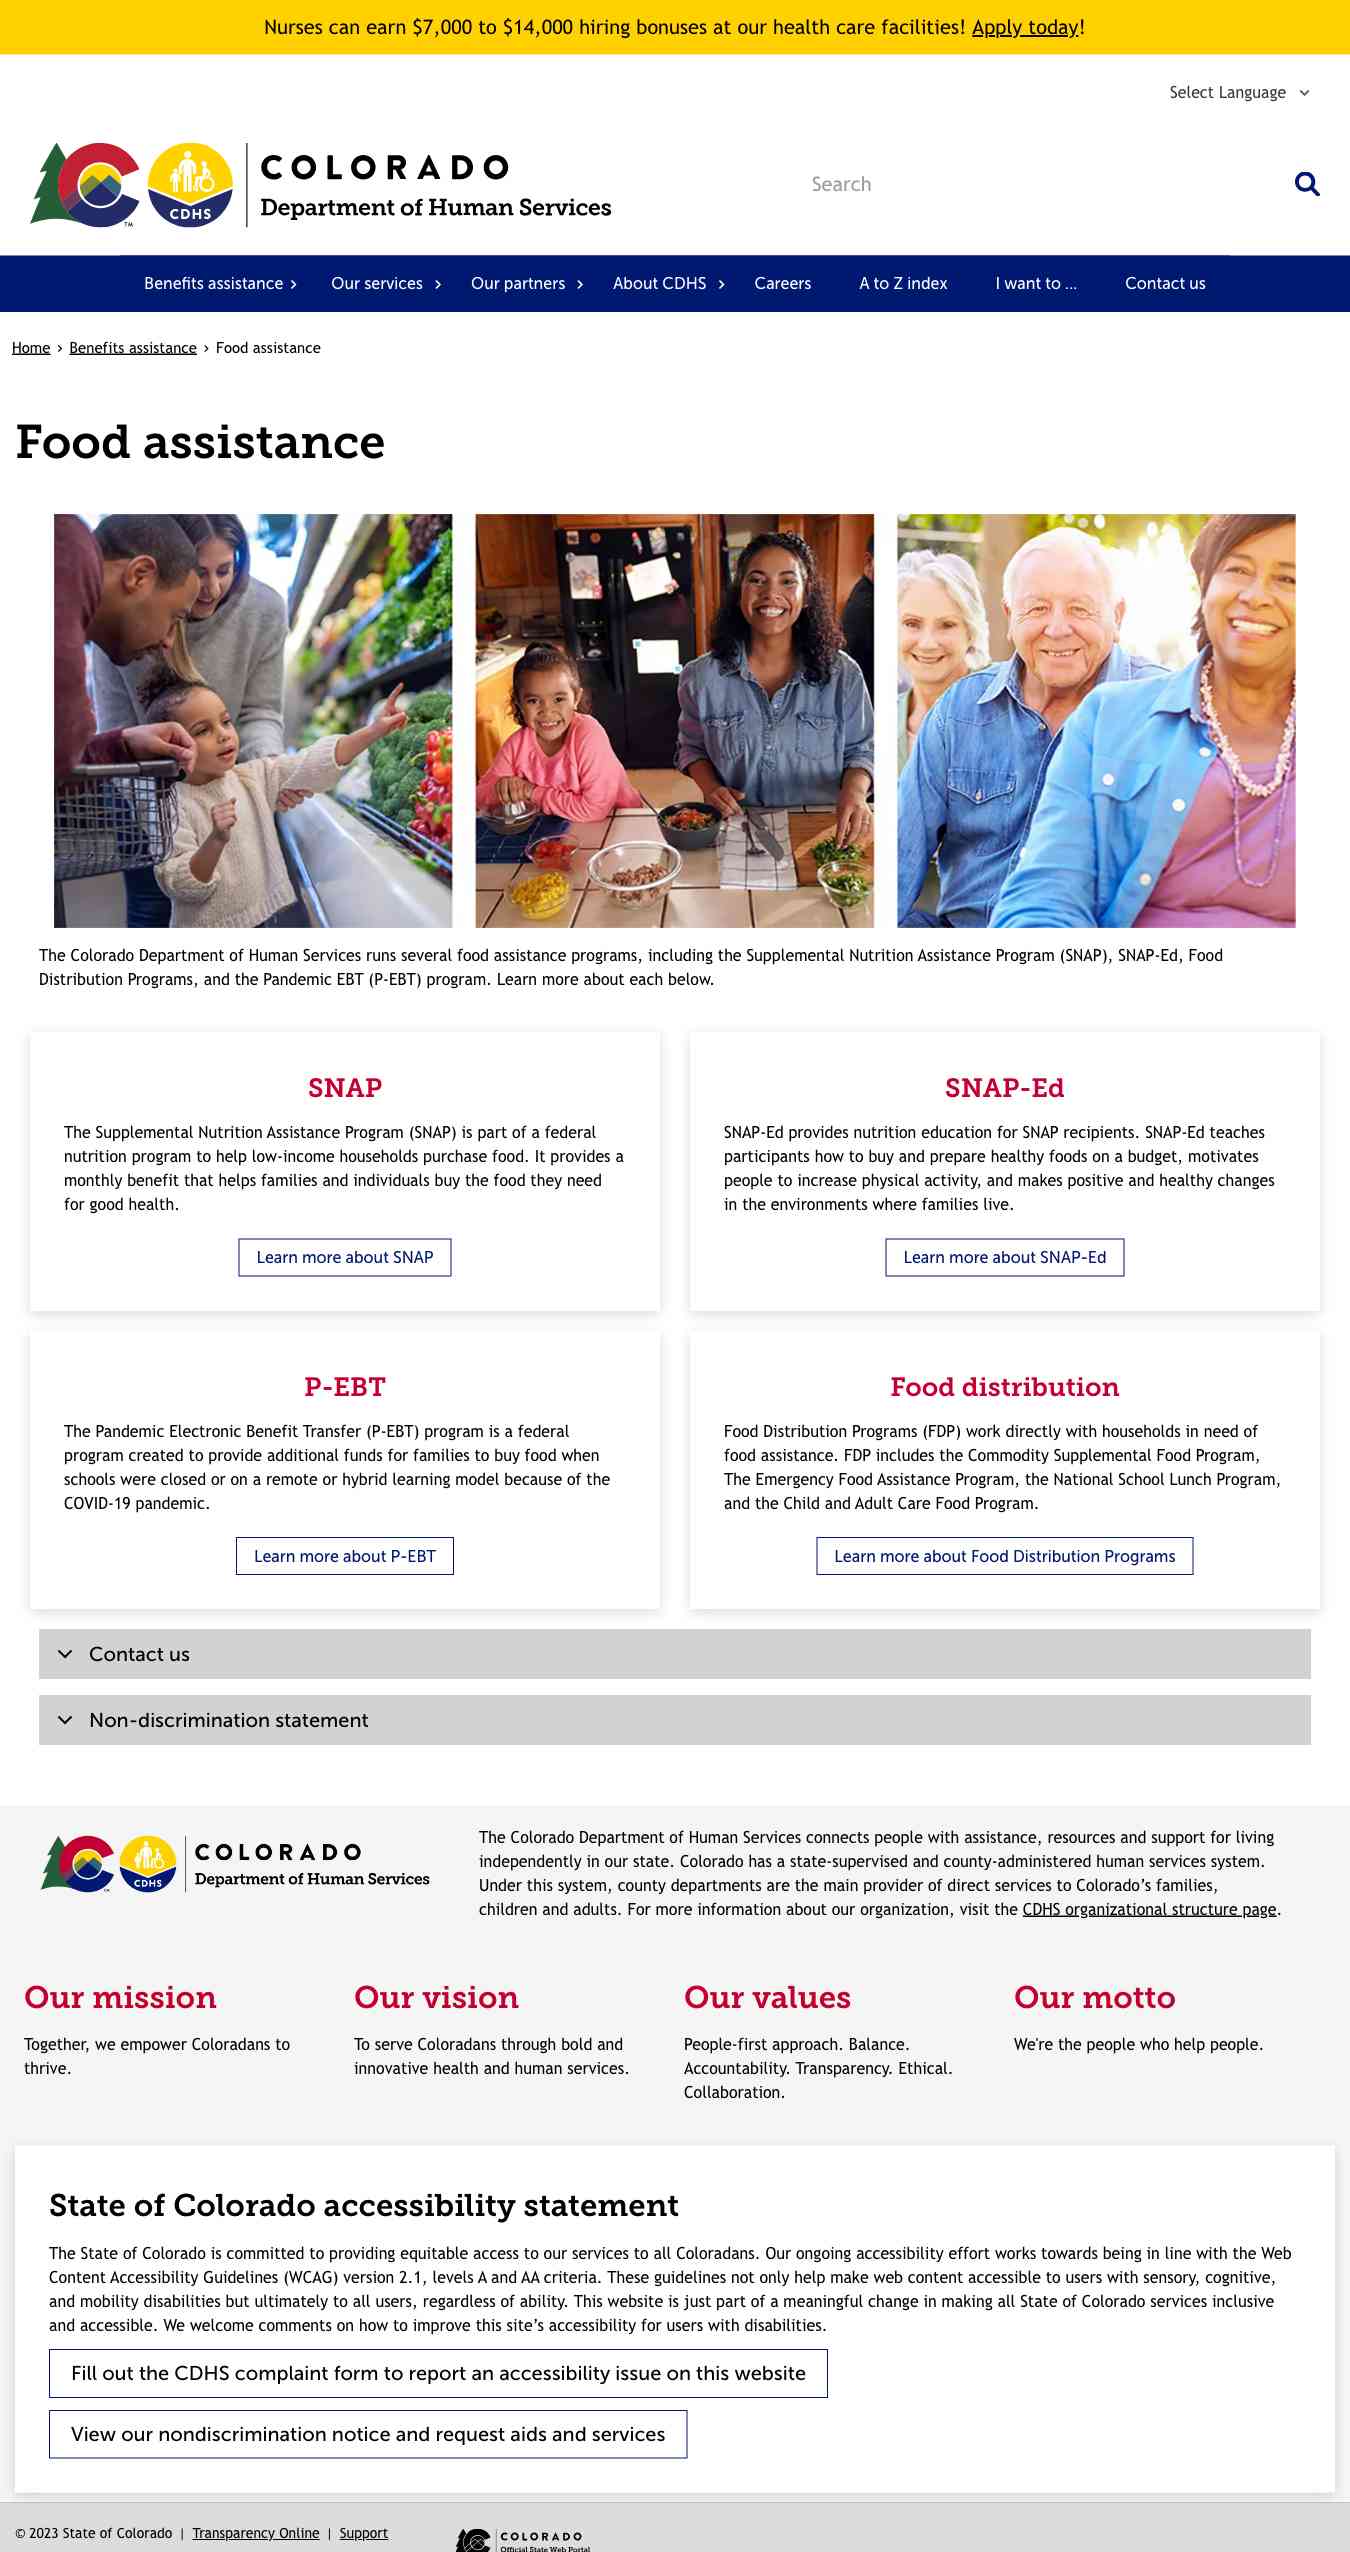 Nurses can earn $7,000 to $14,000 hiring bonuses at our health care facilities! Apply today!
Select Language
CDHS
TM
COLORADO
Department of Human Services
Search
Benefits assistance › Our services › Our partners › About CDHS › Careers A to Z index I want to ... Contact us
Home › Benefits assistance › Food assistance
Food assistance
The Colorado Department of Human Services runs several food assistance programs, including the Supplemental Nutrition Assistance Program (SNAP), SNAP-Ed, Food
Distribution Programs, and the Pandemic EBT (P-EBT) program. Learn more about each below.
SNAP
The Supplemental Nutrition Assistance Program (SNAP) is part of a federal
nutrition program to help low-income households purchase food. It provides a
monthly benefit that helps families and individuals buy the food they need
for good health.
Learn more about SNAP
SNAP-Ed
SNAP-Ed provides nutrition education for SNAP recipients. SNAP-Ed teaches
participants how to buy and prepare healthy foods on a budget, motivates
people to increase physical activity, and makes positive and healthy changes
in the environments where families live.
Learn more about SNAP-Ed
P-EBT
The Pandemic Electronic Benefit Transfer (P-EBT) program is a federal
program created to provide additional funds for families to buy food when
schools were closed or on a remote or hybrid learning model because of the
COVID-19 pandemic.
Learn more about P-EBT
Food distribution
Food Distribution Programs (FDP) work directly with households in need of
food assistance. FDP includes the Commodity Supplemental Food Program,
The Emergency Food Assistance Program, the National School Lunch Program,
and the Child and Adult Care Food Program.
Learn more about Food Distribution Programs
Contact us
Non-discrimination statement
CDHS
COLORADO
Department of Human Services
The Colorado Department of Human Services connects people with assistance, resources and support for living
independently in our state. Colorado has a state-supervised and county-administered human services system.
Under this system, county departments are the main provider of direct services to Colorado’s families,
children and adults. For more information about our organization, visit the CDHS organizational structure page.
Our mission
Together, we empower Coloradans to
thrive.
Our vision
To serve Coloradans through bold and
innovative health and human services.
Our values
People-first approach. Balance.
Accountability. Transparency. Ethical.
Collaboration.
Our motto
We're the people who help people.
State of Colorado accessibility statement
The State of Colorado is committed to providing equitable access to our services to all Coloradans. Our ongoing accessibility effort works towards being in line with the Web
Content Accessibility Guidelines (WCAG) version 2.1, levels A and AA criteria. These guidelines not only help make web content accessible to users with sensory, cognitive,
and mobility disabilities but ultimately to all users, regardless of ability. This website is just part of a meaningful change in making all State of Colorado services inclusive
and accessible. We welcome comments on how to improve this site’s accessibility for users with disabilities.
Fill out the CDHS complaint form to report an accessibility issue on this website
View our nondiscrimination notice and request aids and services
© 2023 State of Colorado | Transparency Online | Support
COLORADO
Official State Web Portal